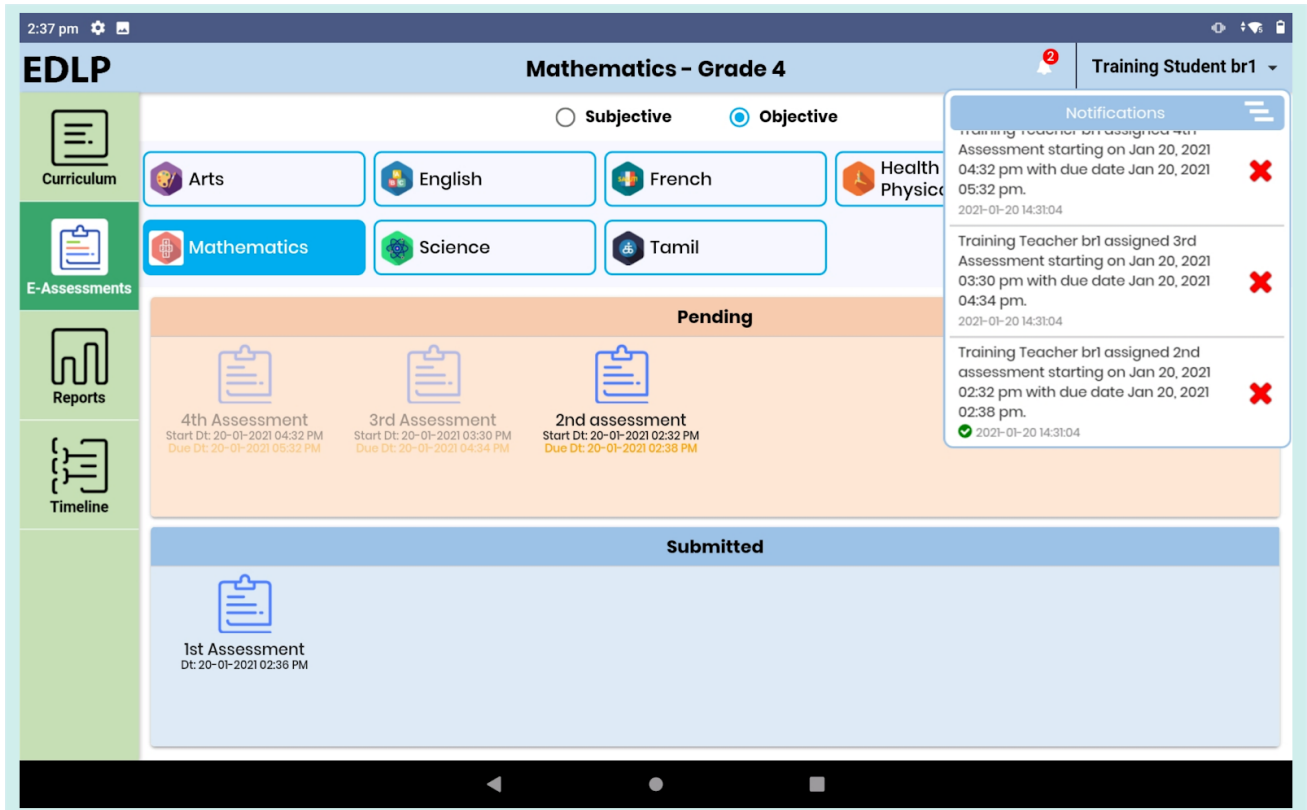 2:37 pm
EDLP
Mathematics - Grade 4
2
Training Student br1
Curriculum
E-Assessments
Reports
Timeline
Subjective
Objective
Arts
English
French
Health
Physic
Mathematics
Science
Tamil
Notifications
Training Teacher br1 assigned 4th
Assessment starting on Jan 20, 2021
04:32 pm with due date Jan 20, 2021
05:32 pm.
2021-01-20 14:31:04
Training Teacher br1 assigned 3rd
Assessment starting on Jan 20, 2021
03:30 pm with due date Jan 20, 2021
04:34 pm.
2021-01-20 14:31:04
Training Teacher br1 assigned 2nd
assessment starting on Jan 20, 2021
02:32 pm with due date Jan 20, 2021
02:38 pm.
2021-01-20 14:31:04
Pending
4th Assessment
Start Dt: 20-01-2021 04:32 PM
Due Dt: 20-01-2021 05:32 PM
3rd Assessment
Start Dt: 20-01-2021 03:30 PM
Due Dt: 20-01-2021 04:34 PM
2nd assessment
Start Dt: 20-01-2021 02:32 PM
Due Dt: 20-01-2021 02:38 PM
Submitted
1st Assessment
Dt: 20-01-2021 02:36 PM